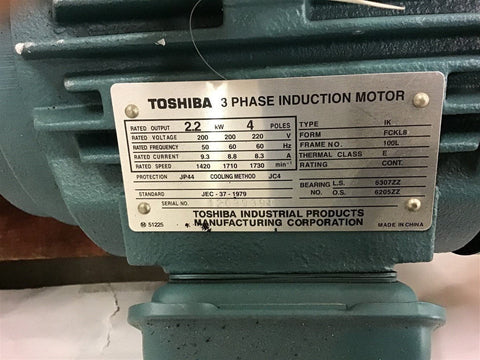 TOSHIBA 3 PHASE INDUCTION MOTOR
RATED OUTPUT 2.2 kW 4 POLES
RATED VOLTAGE 200 200 220 V
RATED FREQUENCY 50 60 60 Hz
RATED CURRENT 9.3 8.8 8.3 A
RATED SPEED 1420 1710 1730 min⁻¹
PROTECTION JP44 COOLING METHOD JC4
STANDARD JEC-37-1979
SERIAL NO.
TYPE IK
FORM FCKL8
FRAME NO. 100L
THERMAL CLASS E
RATING CONT.
BEARING L.S. 6307ZZ
NO. O.S. 6205ZZ
TOSHIBA INDUSTRIAL PRODUCTS
MANUFACTURING CORPORATION
51225
MADE IN CHINA